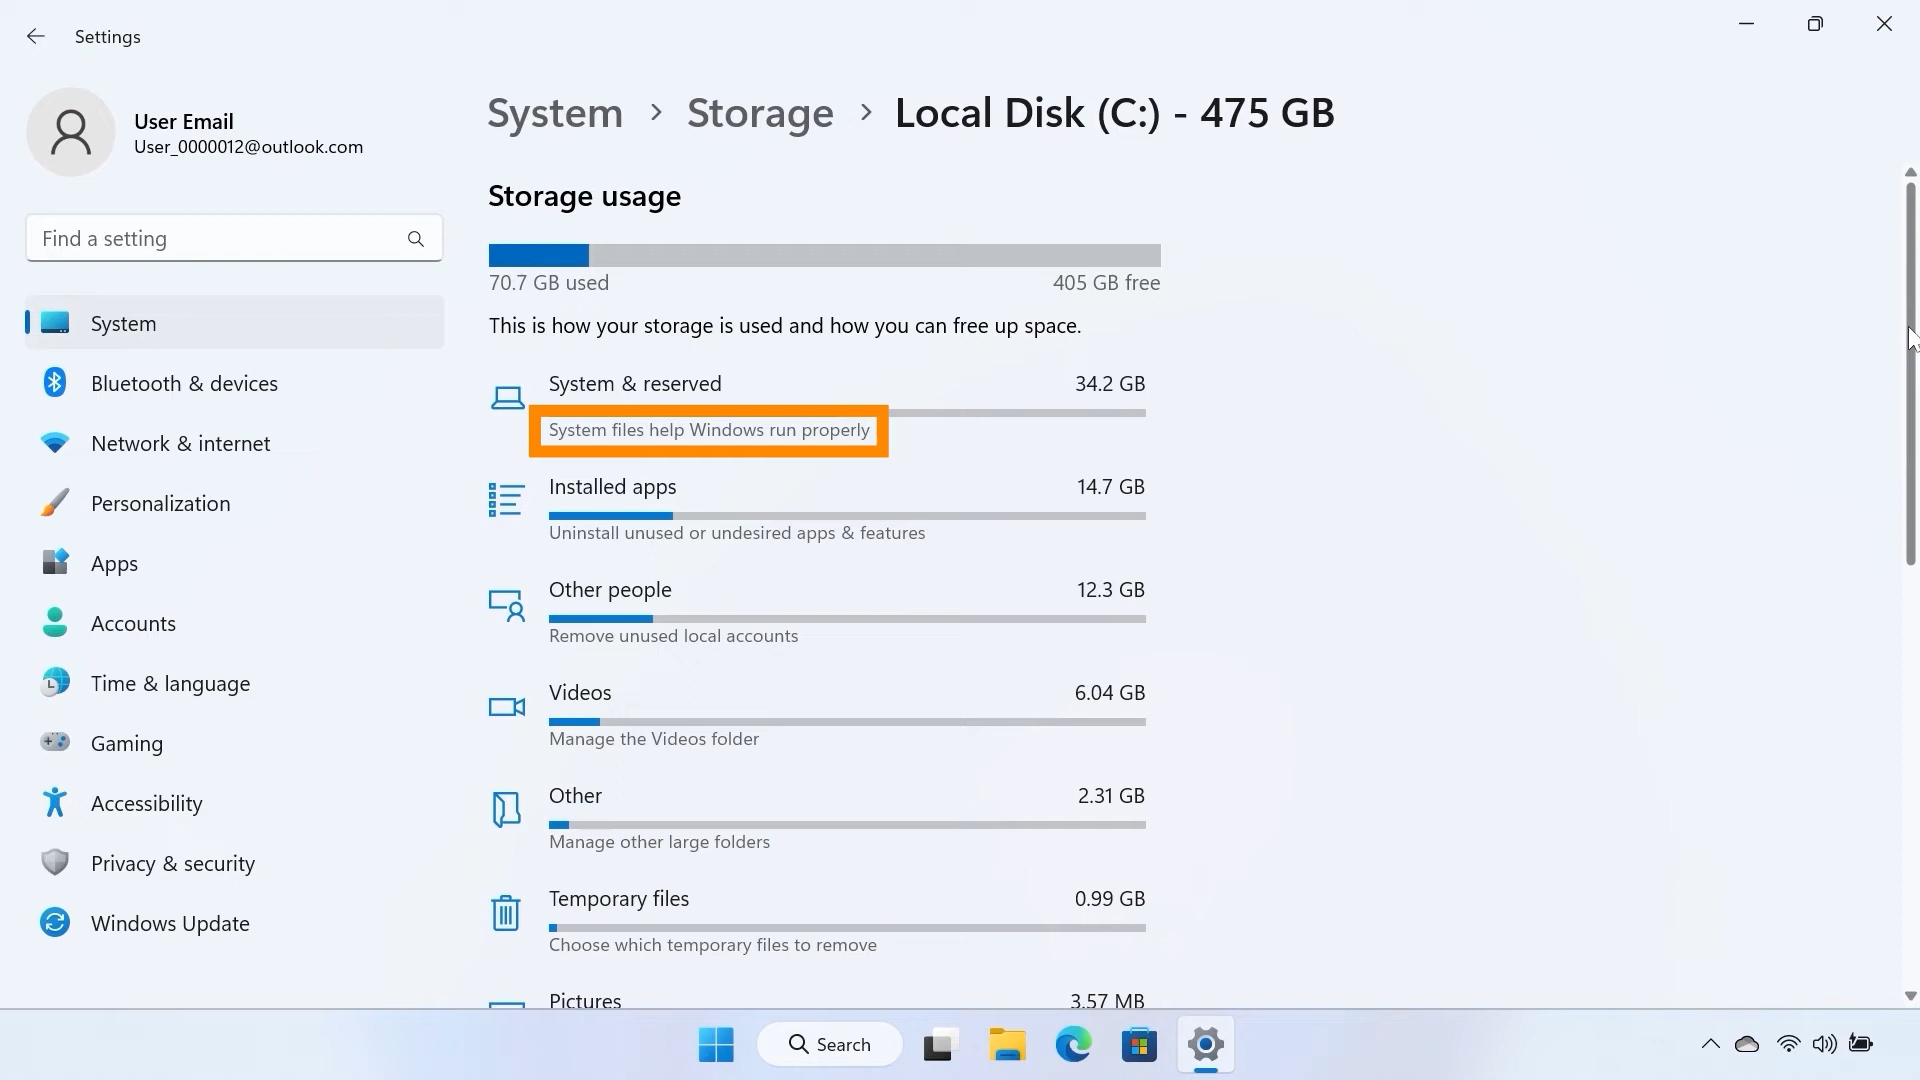 Settings
User Email
User_0000012@outlook.com
Find a setting
System
Bluetooth & devices
Network & internet
Personalization
Apps
Accounts
Time & language
Gaming
Accessibility
Privacy & security
Windows Update
System > Storage > Local Disk (C:) - 475 GB
Storage usage
70.7 GB used 405 GB free
This is how your storage is used and how you can free up space.
System & reserved 34.2 GB
System files help Windows run properly
Installed apps 14.7 GB
Uninstall unused or undesired apps & features
Other people 12.3 GB
Remove unused local accounts
Videos 6.04 GB
Manage the Videos folder
Other 2.31 GB
Manage other large folders
Temporary files 0.99 GB
Choose which temporary files to remove
Pictures 3.57 MB
Search